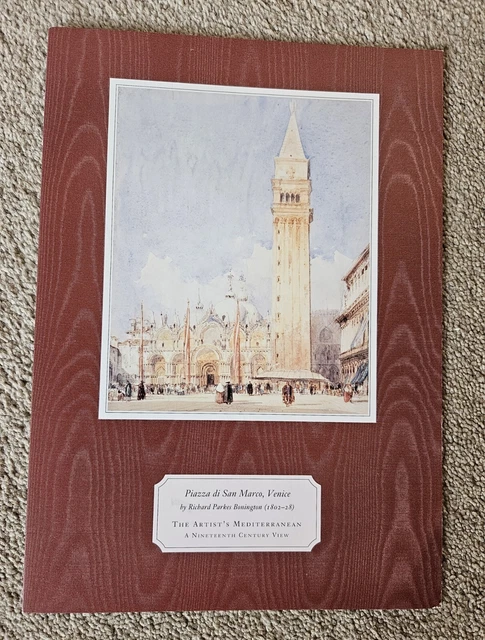 Piazza di San Marco, Venice
by Richard Parkes Bonington (1802–28)
THE ARTIST'S MEDITERRANEAN
A NINETEENTH CENTURY VIEW